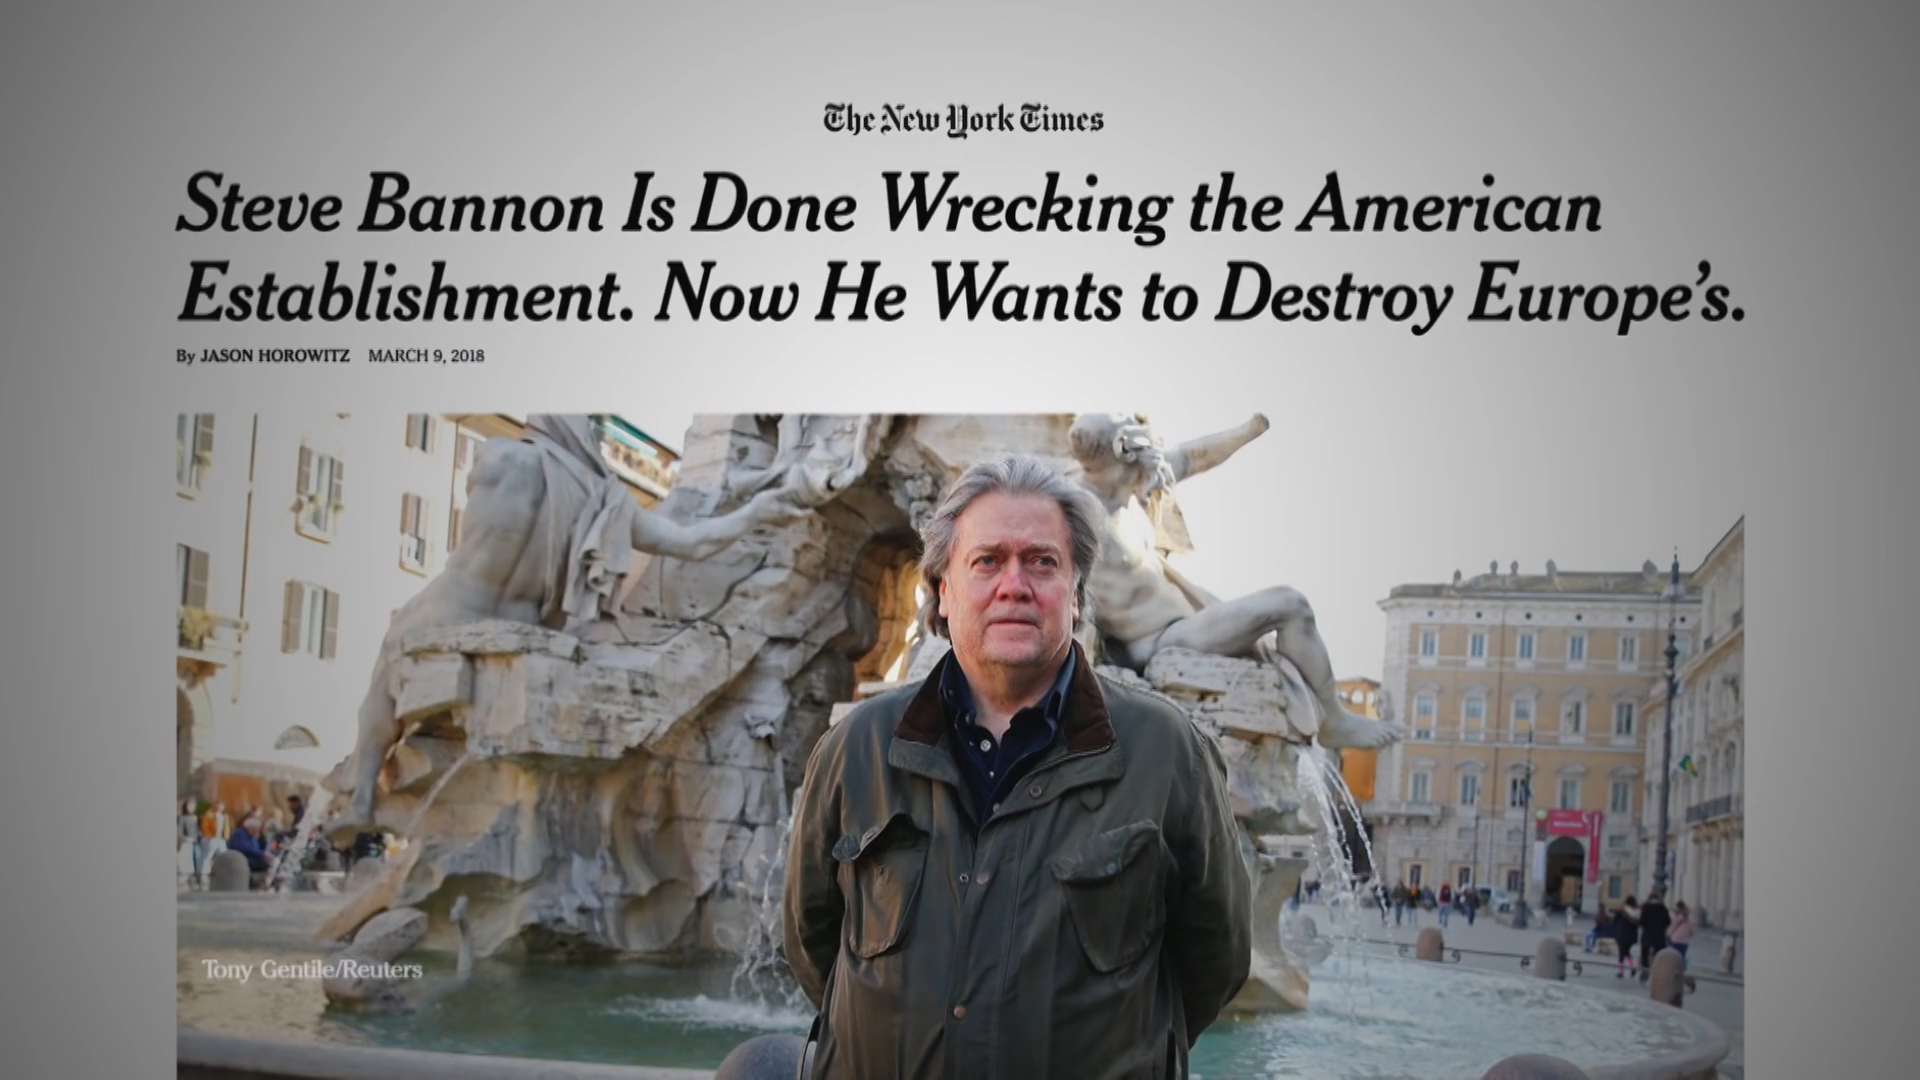 The New York Times
Steve Bannon Is Done Wrecking the American
Establishment. Now He Wants to Destroy Europe's.
By JASON HOROWITZ MARCH 9, 2018
Tony Gentile/Reuters